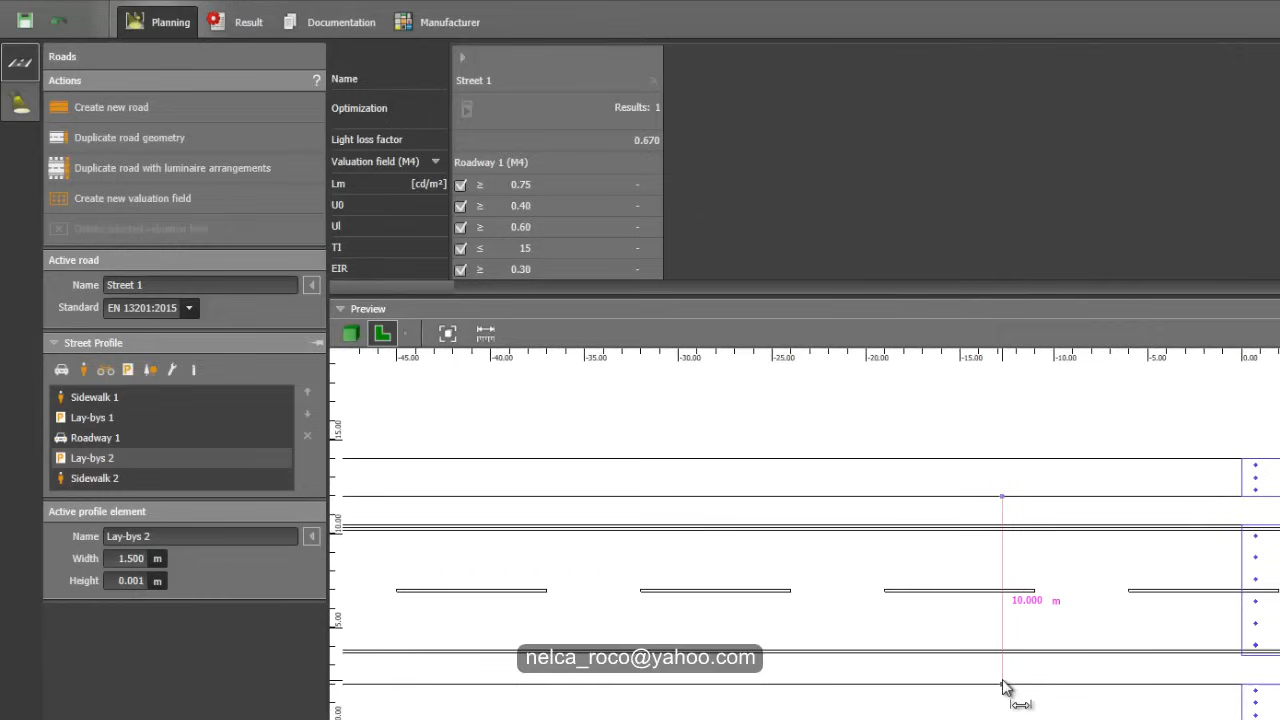 Planning Result Documentation Manufacturer
Roads
Actions ?
Create new road
Duplicate road geometry
Duplicate road with luminaire arrangements
Create new valuation field
Delete selected valuation field
Active road
Name Street 1
Standard EN 13201:2015
Street Profile
P
Sidewalk 1
P Lay-bys 1
Roadway 1
P Lay-bys 2
Sidewalk 2
Active profile element
Name Lay-bys 2
Width 1.500 m
Height 0.001 m
Name Street 1
Optimization Results: 1
Light loss factor 0.670
Valuation field (M4) Roadway 1 (M4)
Lm [cd/m²] ≥ 0.75 -
U0 ≥ 0.40 -
Ul ≥ 0.60 -
TI ≤ 15 -
EIR ≥ 0.30 -
Preview
-45.00 -40.00 -35.00 -30.00 -25.00 -20.00 -15.00 -10.00 -5.00 0.00
15.00
10.00
5.00
0.00
10.000 m
nelca_roco@yahoo.com